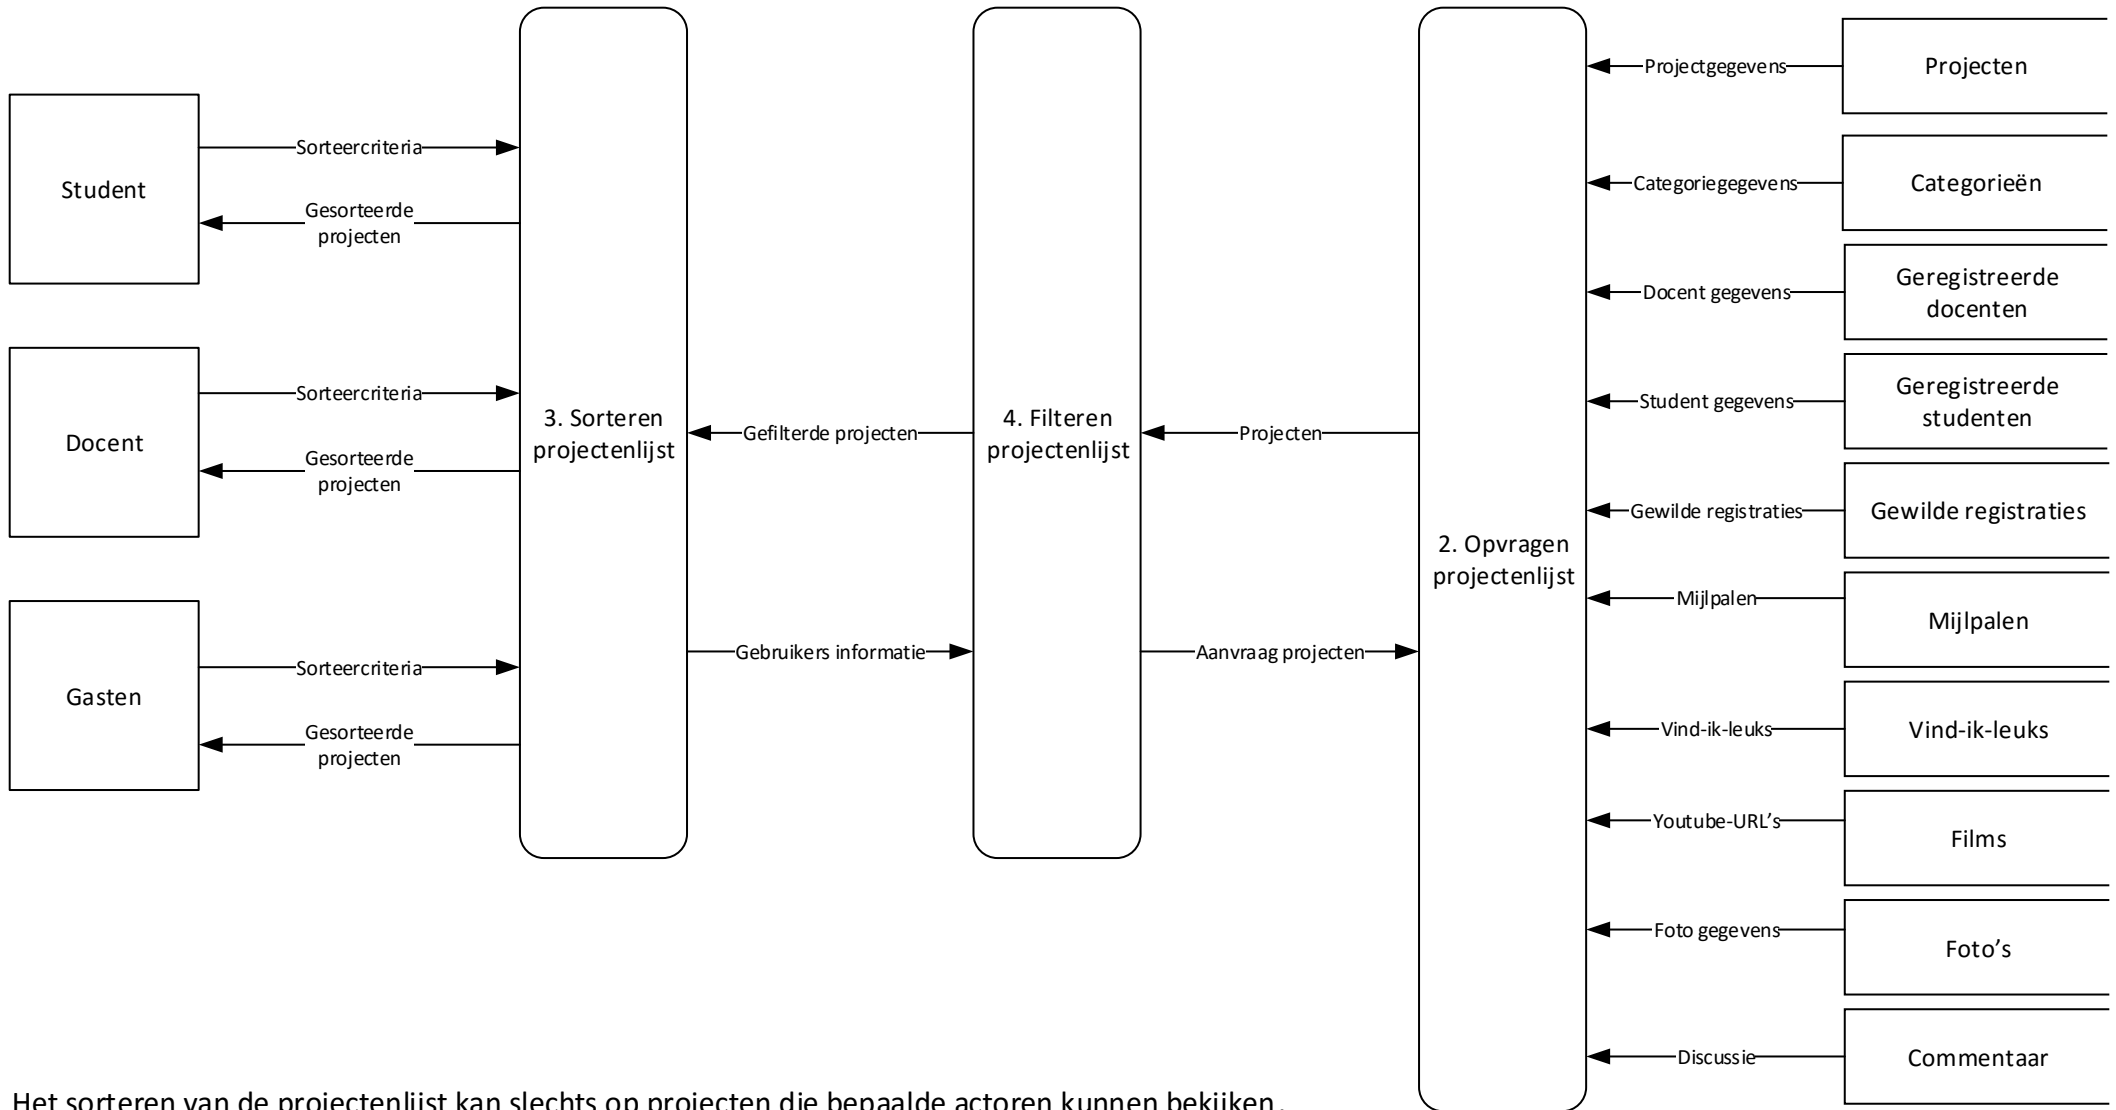 Student
Sorteercriteria
Gesorteerde
projecten
Docent
Sorteercriteria
Gesorteerde
projecten
Gasten
Sorteercriteria
Gesorteerde
projecten
3. Sorteren
projectenlijst
Gefilterde projecten
Gebruikers informatie
4. Filteren
projectenlijst
Projecten
Aanvraag projecten
2. Opvragen
projectenlijst
Projectgegevens
Projecten
Categoriegegevens
Categorieën
Docent gegevens
Geregistreerde
docenten
Student gegevens
Geregistreerde
studenten
Gewilde registraties
Gewilde registraties
Mijlpalen
Mijlpalen
Vind-ik-leuks
Vind-ik-leuks
Youtube-URL’s
Films
Foto gegevens
Foto’s
Discussie
Commentaar
Het sorteren van de projectenlijst kan slechts op projecten die bepaalde actoren kunnen bekijken.